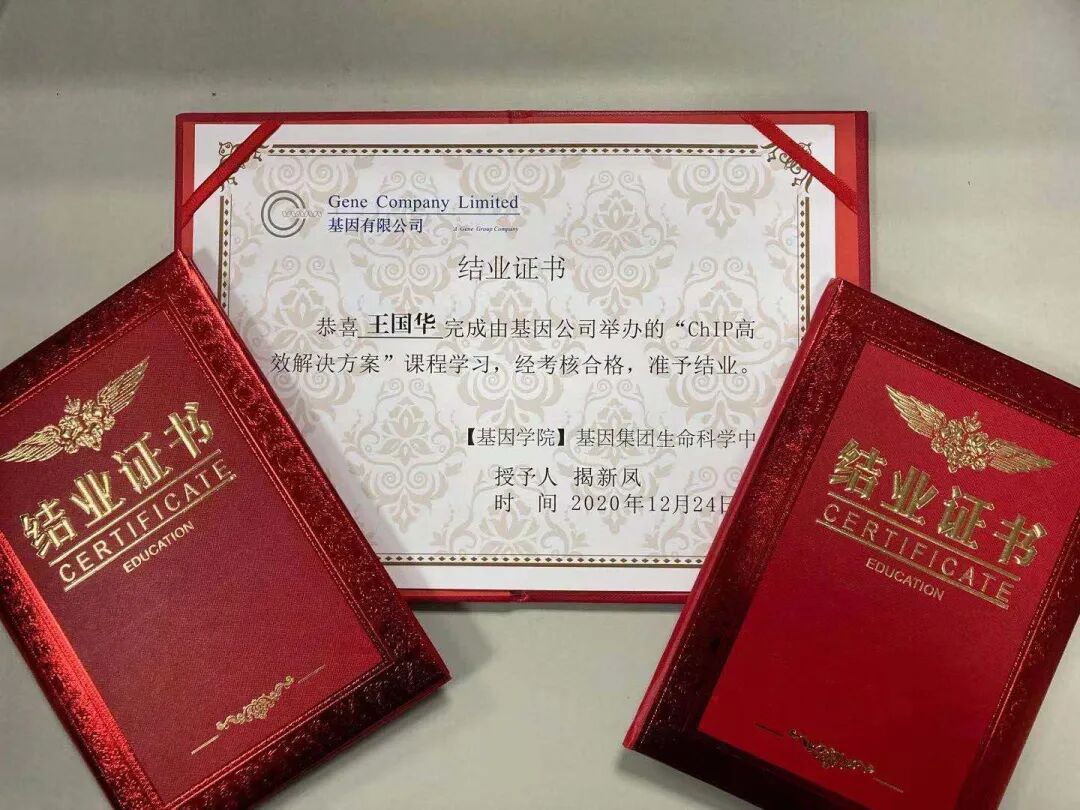 Gene Company Limited
基因有限公司
A Gene Group Company
结业证书
恭喜 王国华 完成由基因公司举办的“ChIP高
效解决方案”课程学习，经考核合格，准予结业。
【基因学院】基因集团生命科学中
授予人 揭新凤
时 间 2020年12月24日
结业证书
CERTIFICATE
EDUCATION
结业证书
CERTIFICATE
EDUCATION